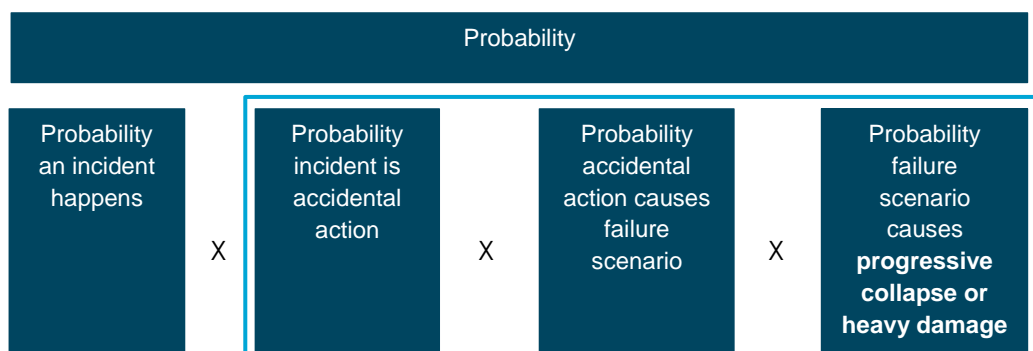 Probability
Probability
an incident
happens
X
Probability
incident is
accidental
action
X
Probability
accidental
action causes
failure
scenario
X
Probability
failure
scenario
causes
progressive
collapse or
heavy damage